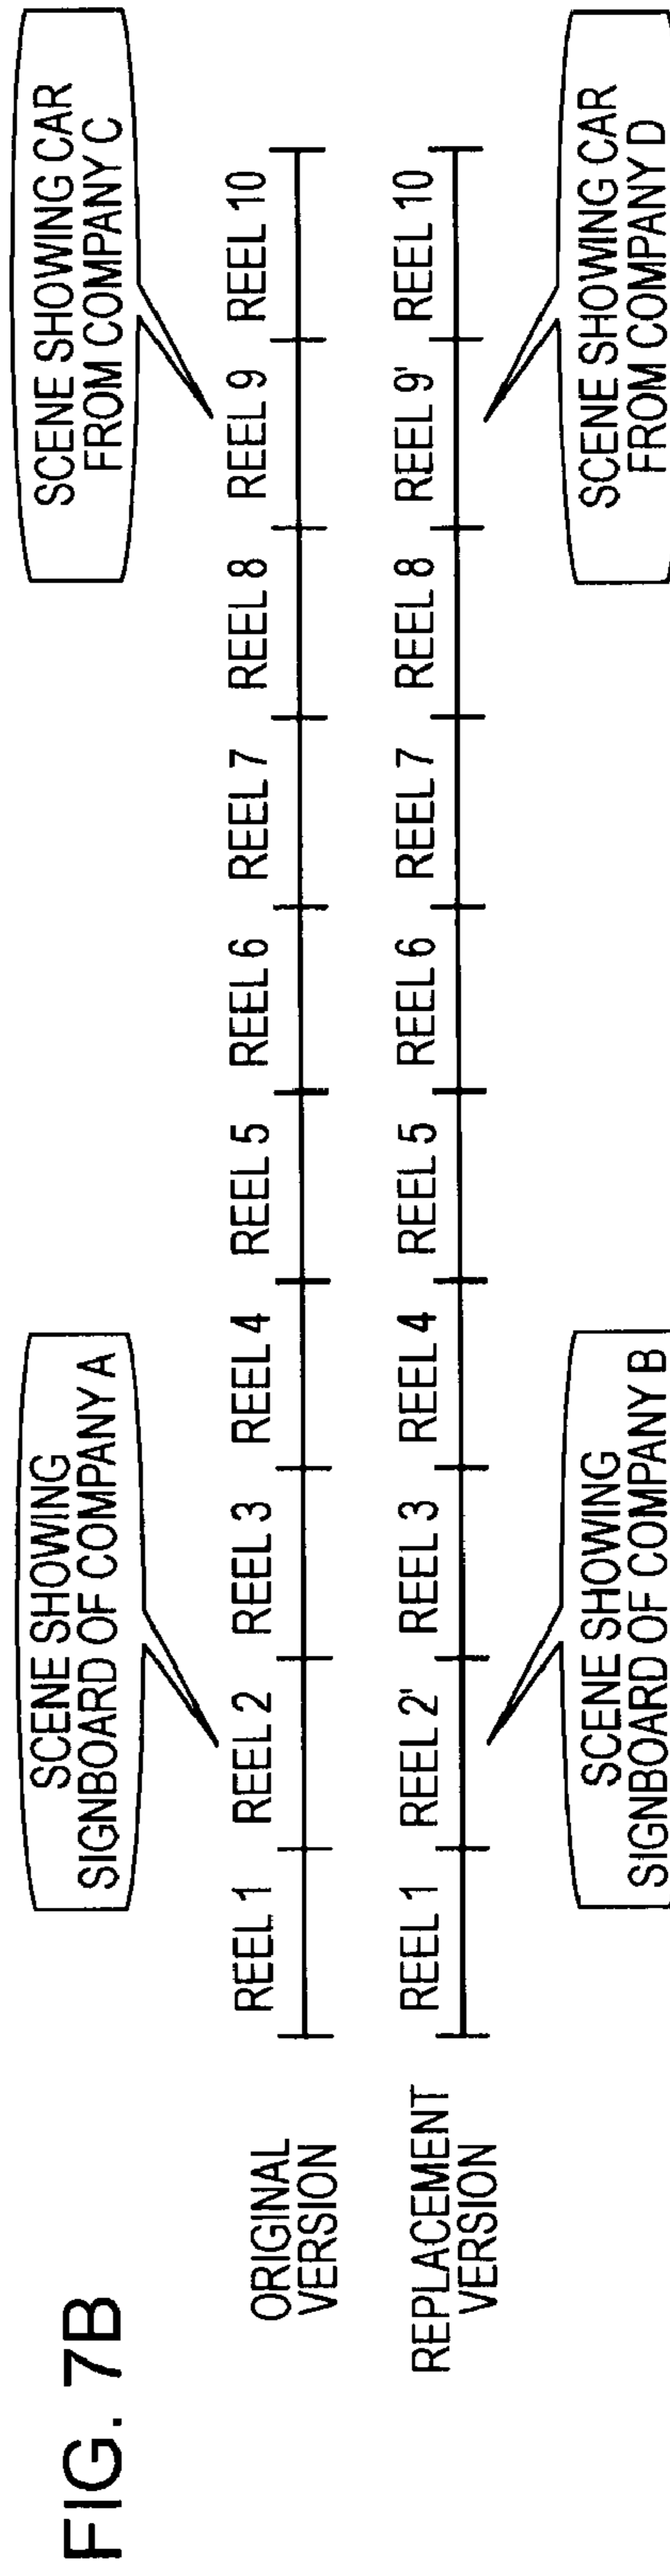 FIG. 7B
SCENE SHOWING
SIGNBOARD OF COMPANY A
SCENE SHOWING CAR
FROM COMPANY C
ORIGINAL
VERSION
REEL 1
REEL 2
REEL 3
REEL 4
REEL 5
REEL 6
REEL 7
REEL 8
REEL 9
REEL 10
REPLACEMENT
VERSION
REEL 1
REEL 2'
REEL 3
REEL 4
REEL 5
REEL 6
REEL 7
REEL 8
REEL 9'
REEL 10
SCENE SHOWING
SIGNBOARD OF COMPANY B
SCENE SHOWING CAR
FROM COMPANY D